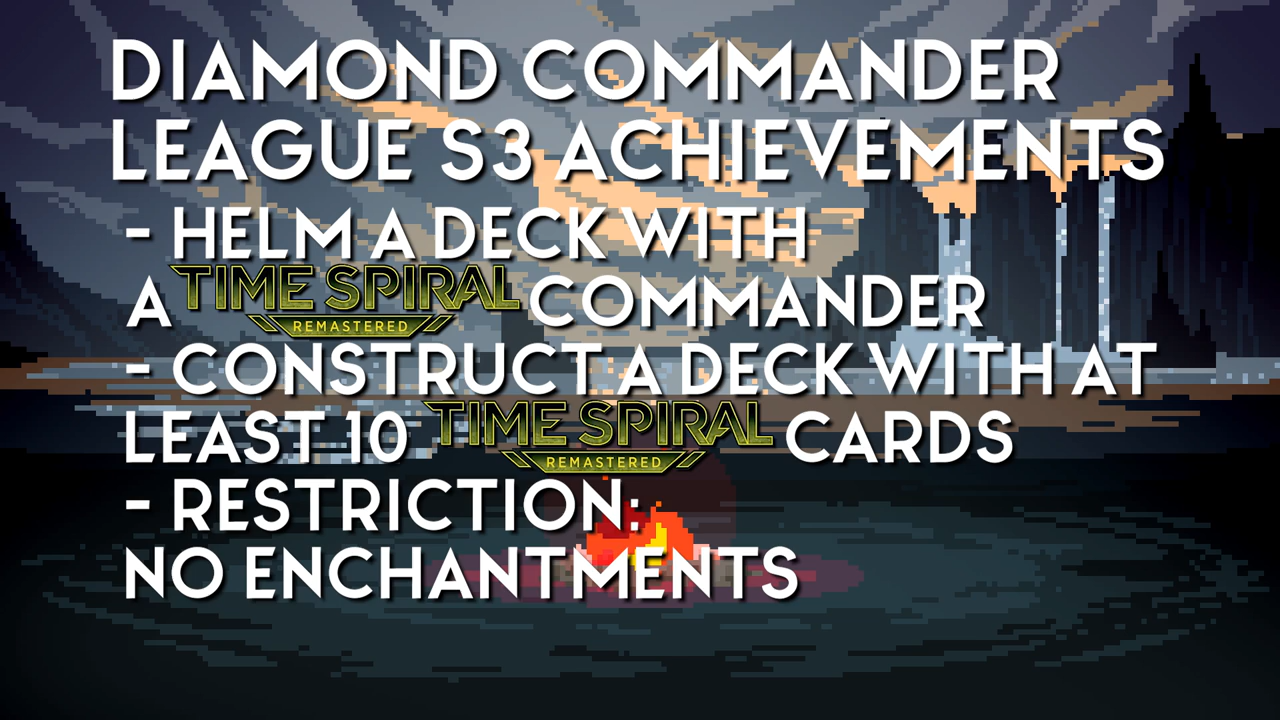 DIAMOND COMMANDER
LEAGUE S3 ACHIEVEMENTS
- HELM A DECK WITH
A TIME SPIRAL REMASTERED COMMANDER
- CONSTRUCT A DECK WITH AT
LEAST 10 TIME SPIRAL REMASTERED CARDS
- RESTRICTION:
NO ENCHANTMENTS